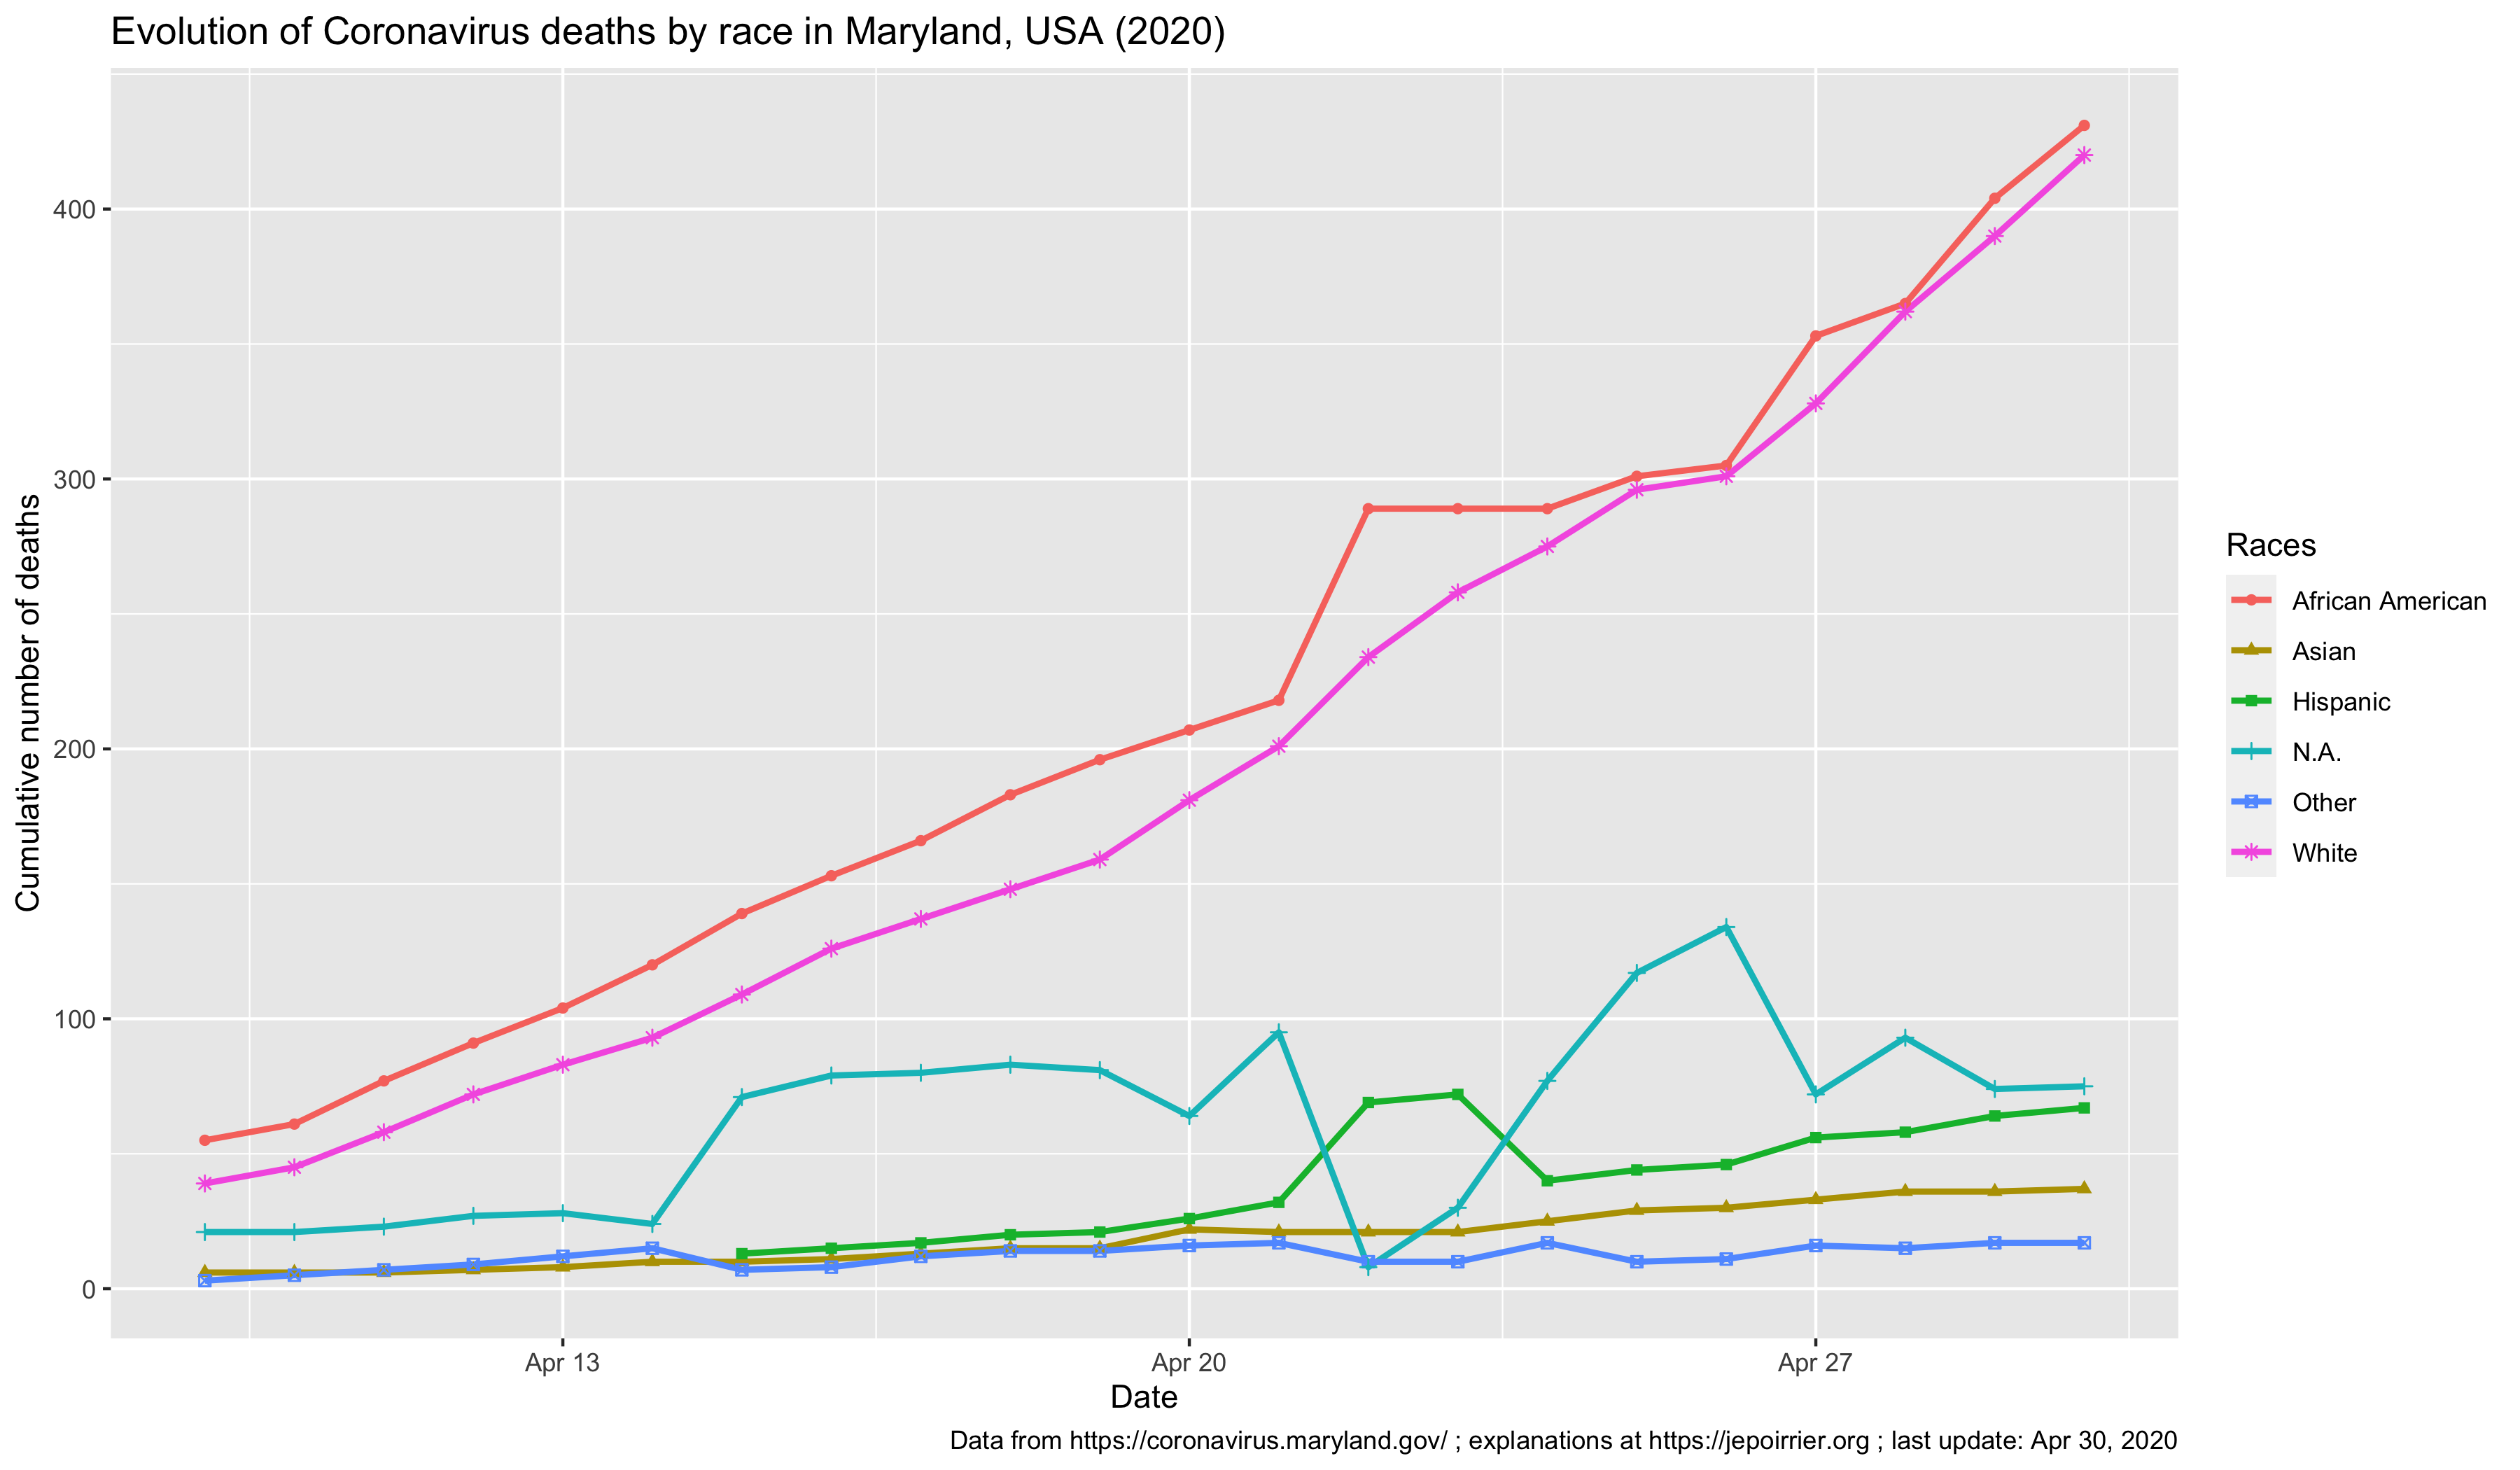 Evolution of Coronavirus deaths by race in Maryland, USA (2020)
Cumulative number of deaths
400
300
200
100
0
Apr 13
Apr 20
Apr 27
Date
Races
African American
Asian
Hispanic
N.A.
Other
White
Data from https://coronavirus.maryland.gov/ ; explanations at https://jepoirrier.org ; last update: Apr 30, 2020